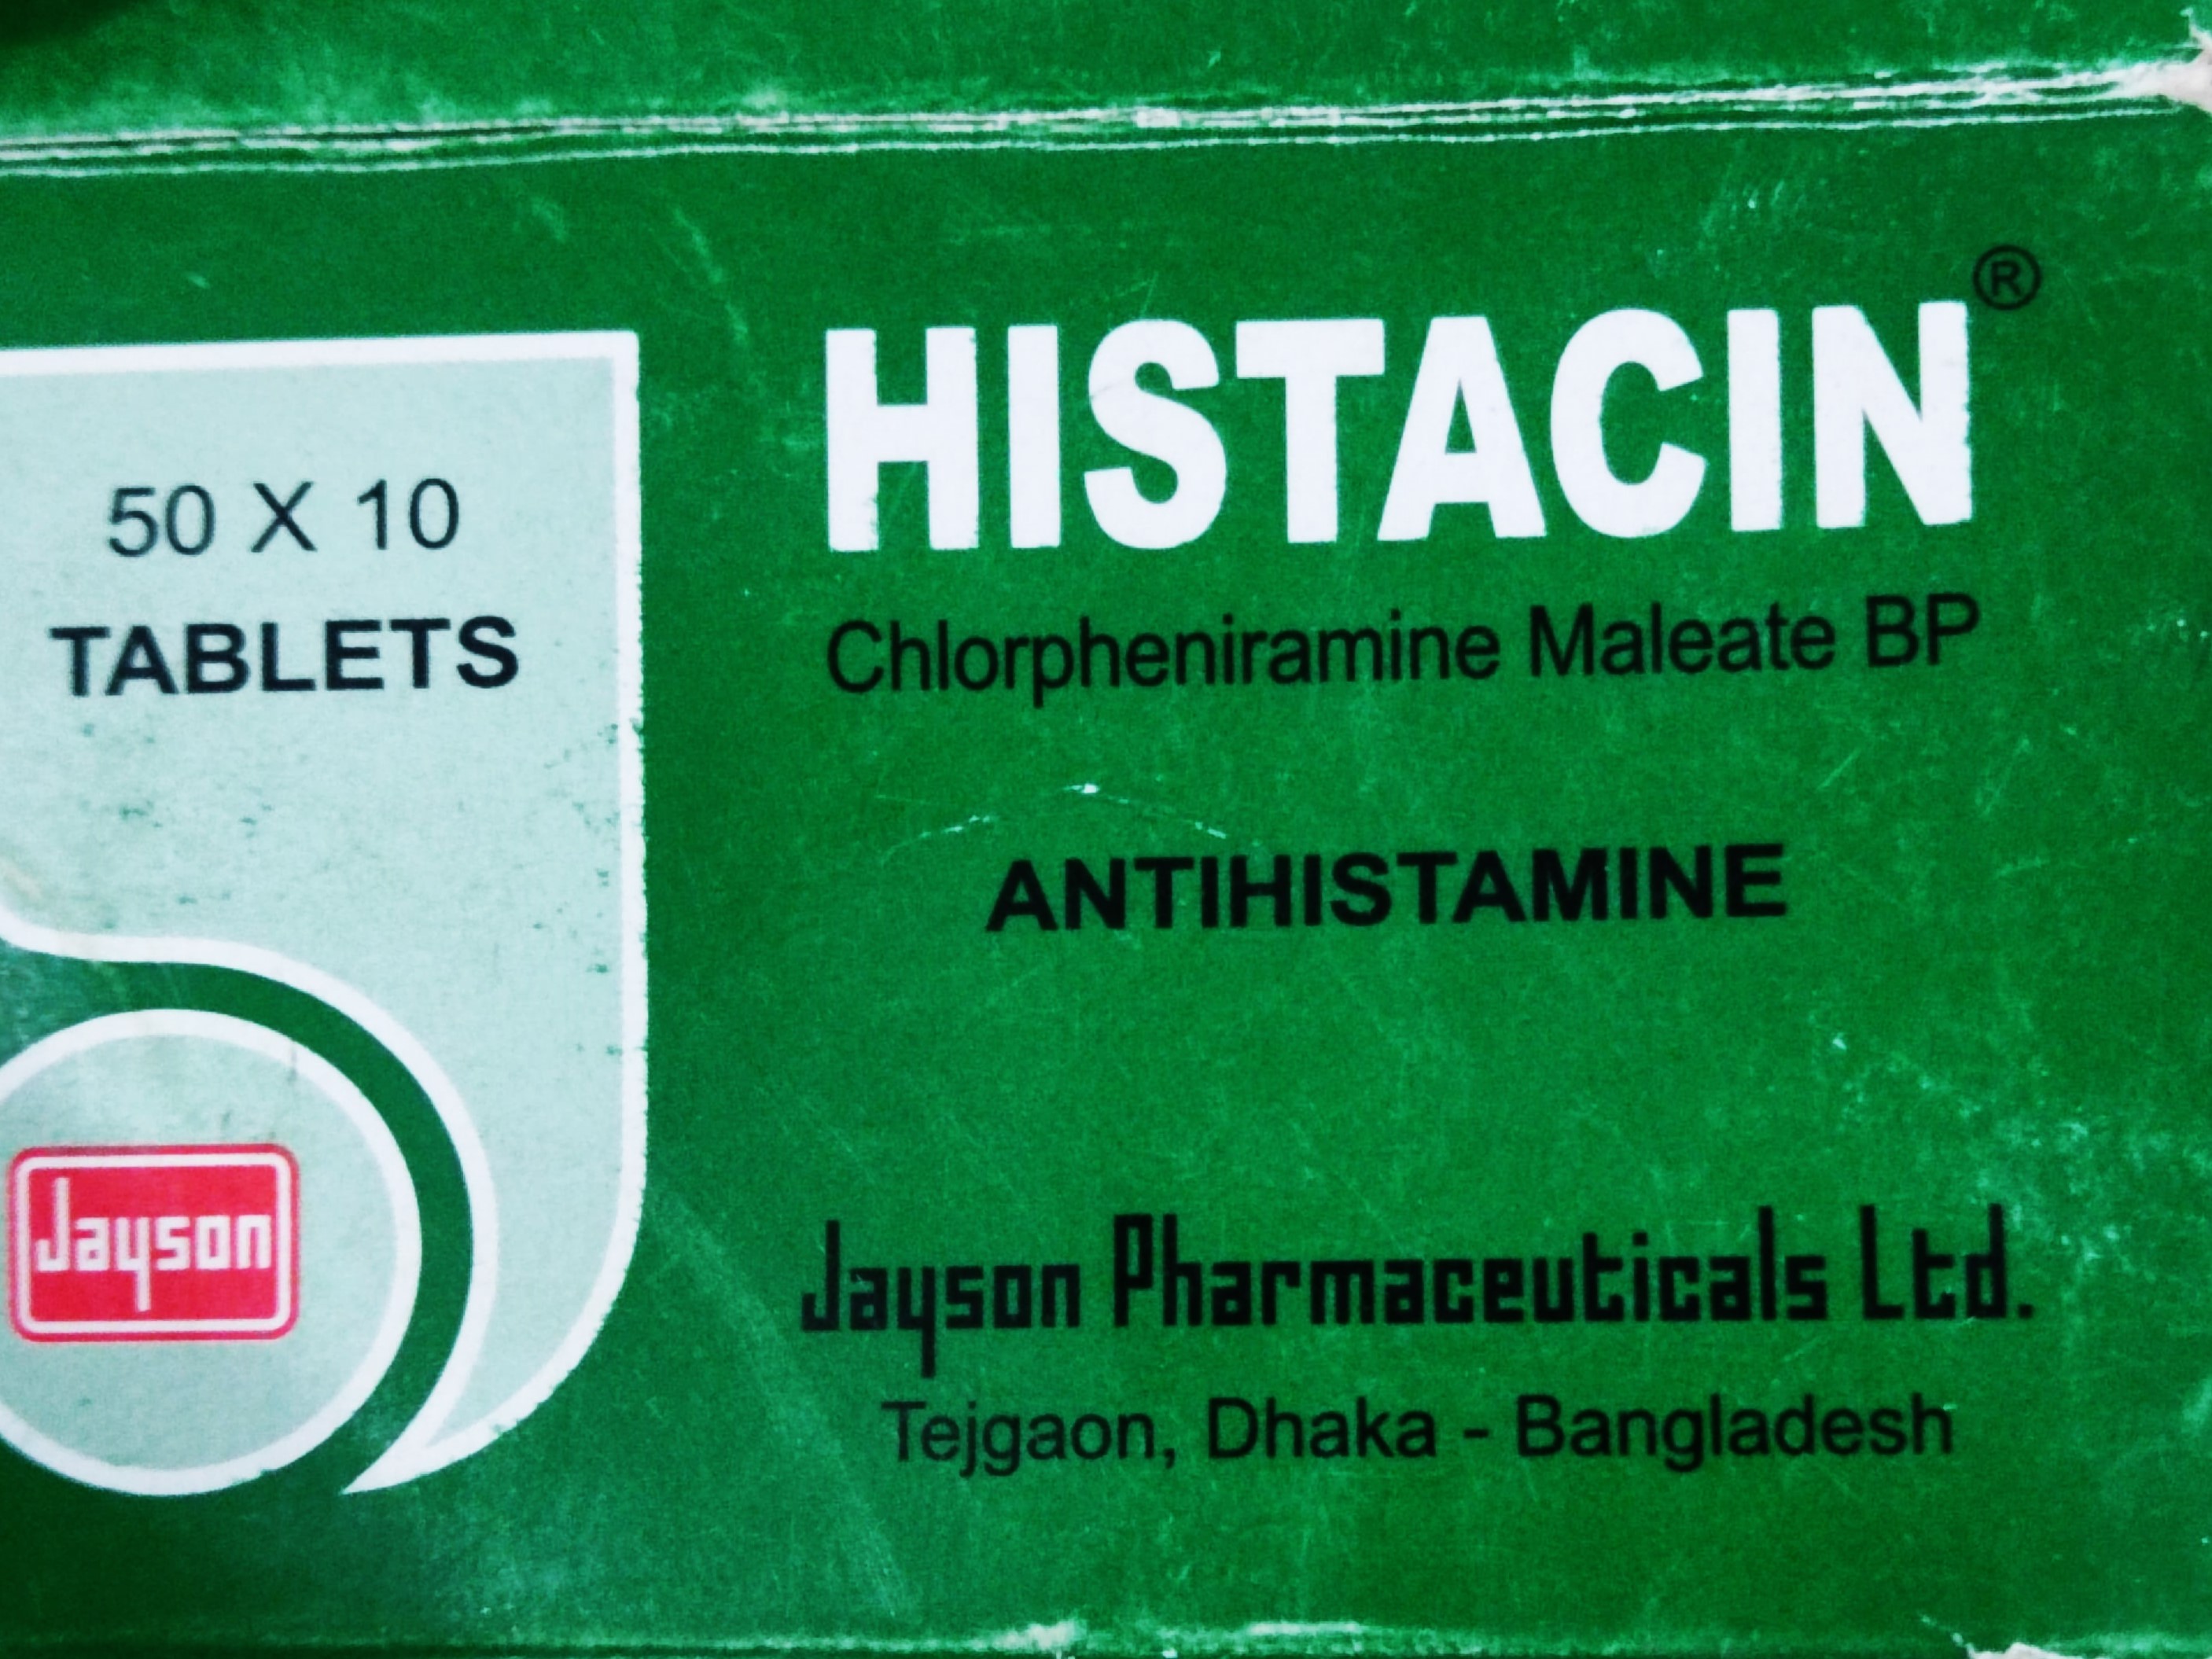 50 X 10
TABLETS
Jayson
HISTACIN®
Chlorpheniramine Maleate BP
ANTIHISTAMINE
Jayson Pharmaceuticals Ltd.
Tejgaon, Dhaka - Bangladesh